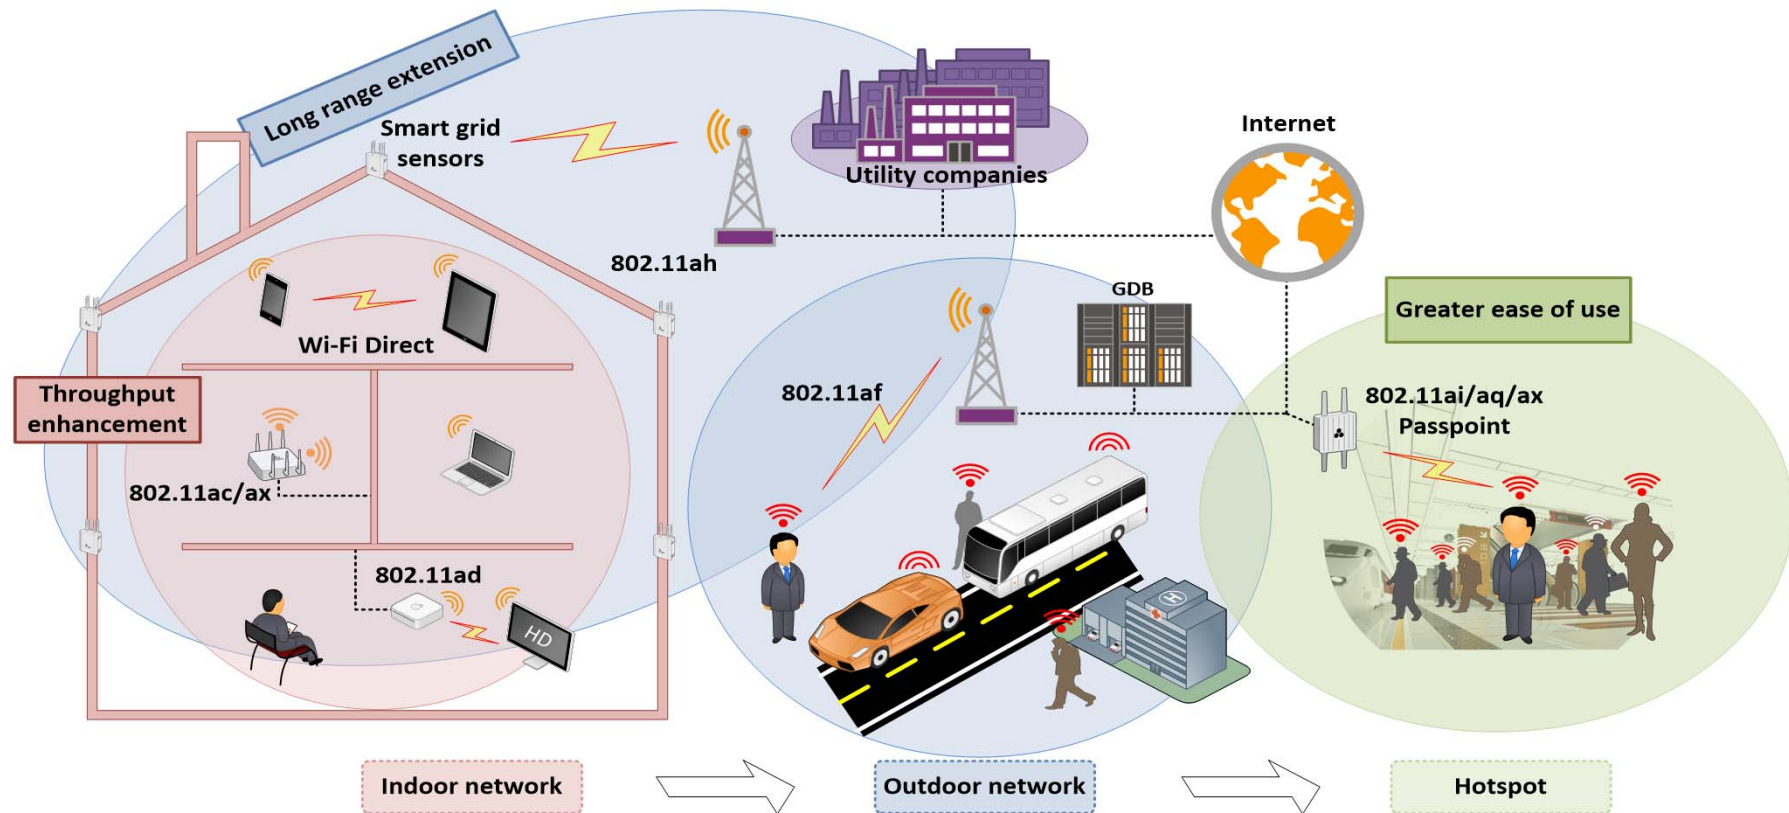 Long range extension
Smart grid
sensors
Utility companies
Internet
802.11ah
GDB
Greater ease of use
Wi-Fi Direct
Throughput
enhancement
802.11af
802.11ai/aq/ax
Passpoint
802.11ac/ax
802.11ad
HD
H
Indoor network
Outdoor network
Hotspot